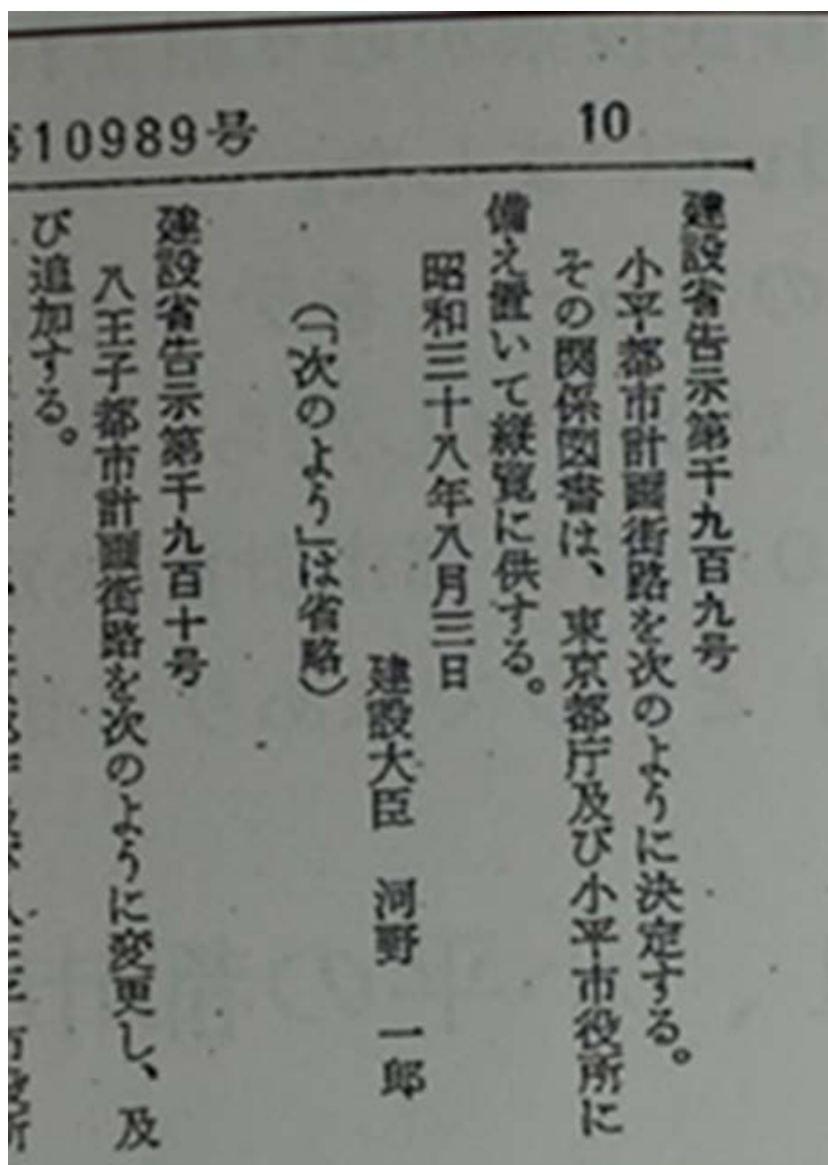 10989号
10
建設省告示第千九百九号
小平都市計画街路を次のように決定する。
その関係図書は、東京都庁及び小平市役所に
備え置いて縦覧に供する。
昭和三十八年八月三日
建設大臣 河野 一郎
(「次のよう」は省略)
建設省告示第千九百十号
八王子都市計画街路を次のように変更し、及
び追加する。